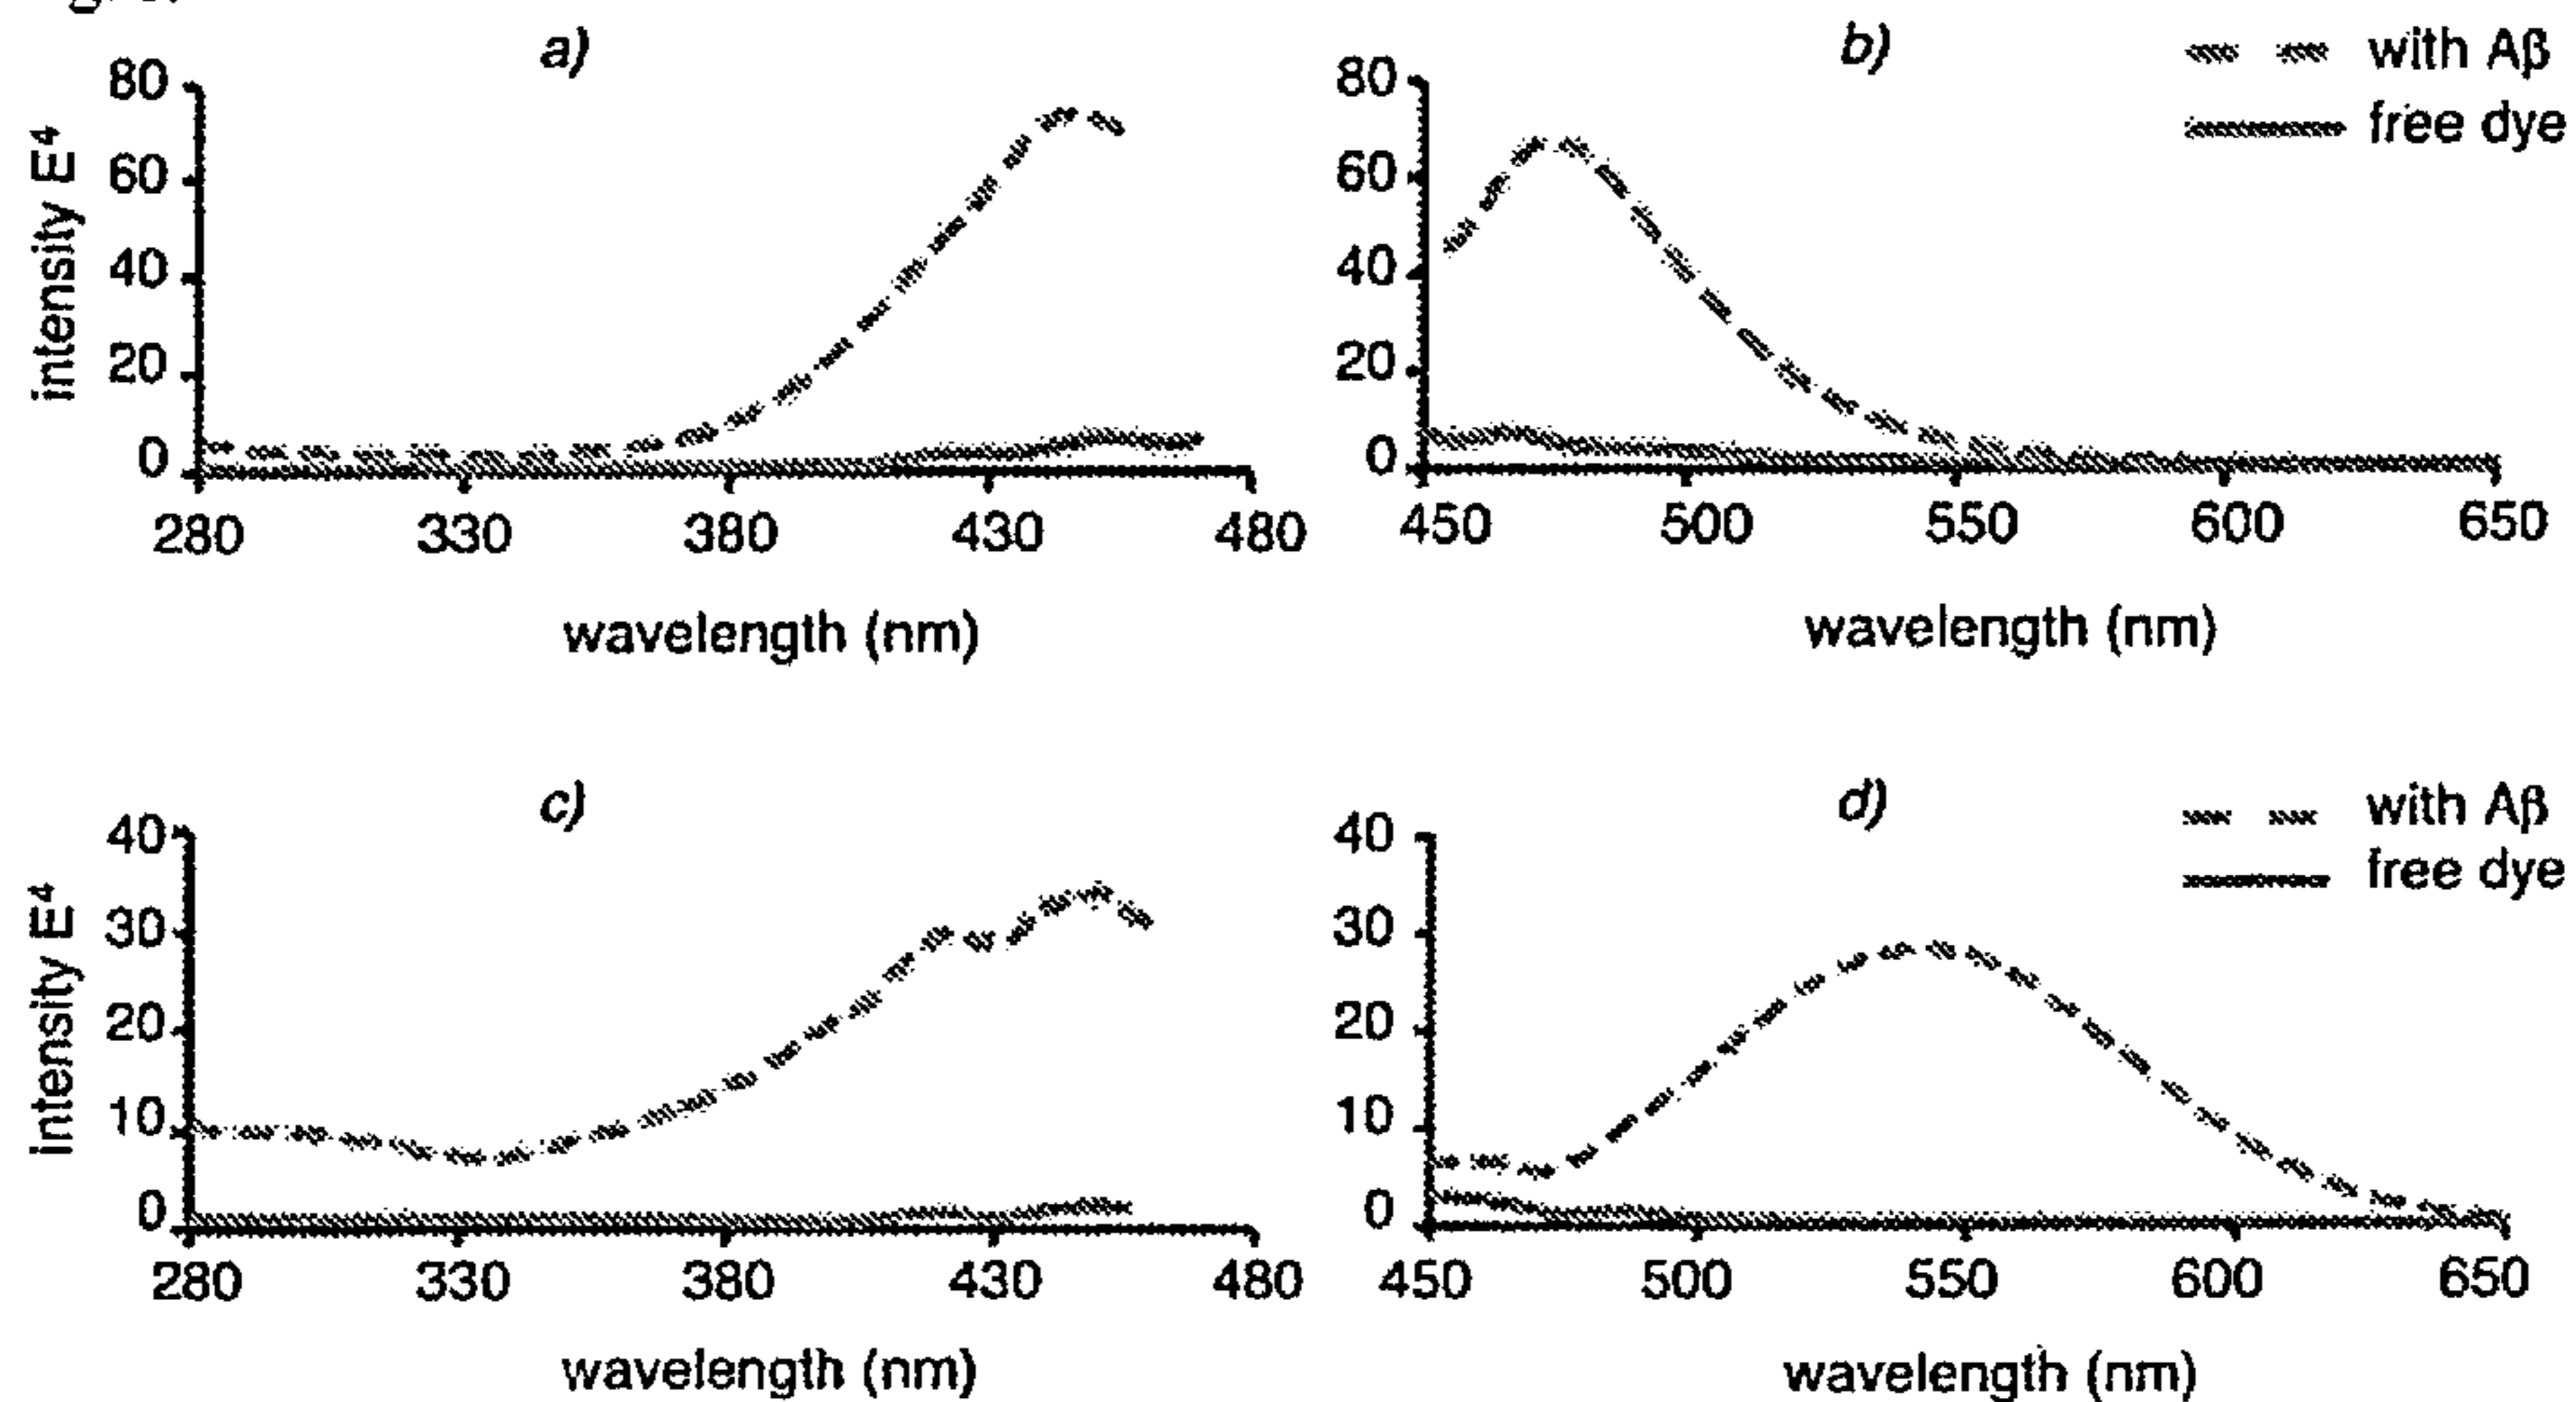 a)
80
60
40
20
0
intensity E⁴
280 330 380 430 480
wavelength (nm)
b)
with Aβ
free dye
80
60
40
20
0
450 500 550 600 650
wavelength (nm)
c)
40
30
20
10
0
intensity E⁴
280 330 380 430 480
wavelength (nm)
d)
with Aβ
free dye
40
30
20
10
0
450 500 550 600 650
wavelength (nm)